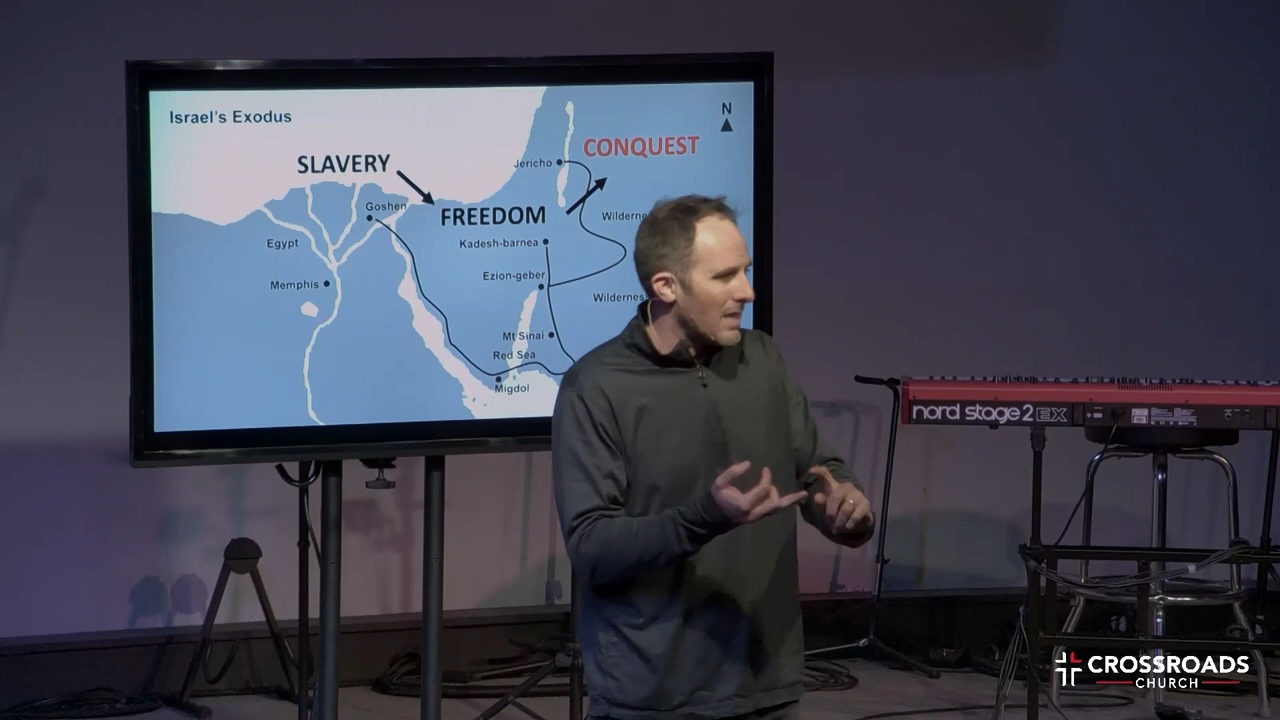 Israel's Exodus
N
SLAVERY
CONQUEST
Jericho
Goshen
FREEDOM
Egypt
Kadesh-barnea
Memphis
Ezion-geber
Mt Sinai
Red Sea
Migdol
nord stage 2 EX
CROSSROADS
CHURCH